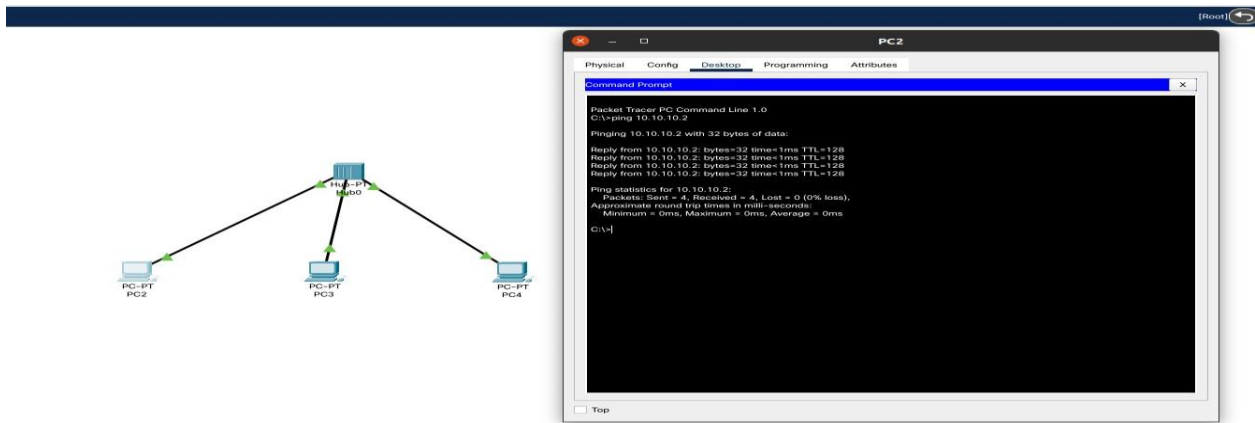 [Root]
Hub-PT
Hub0
PC-PT
PC2
PC-PT
PC3
PC-PT
PC4
PC2
Physical Config Desktop Programming Attributes
Command Prompt
X
Packet Tracer PC Command Line 1.0
C:\>ping 10.10.10.2
Pinging 10.10.10.2 with 32 bytes of data:
Reply from 10.10.10.2: bytes=32 time<1ms TTL=128
Reply from 10.10.10.2: bytes=32 time<1ms TTL=128
Reply from 10.10.10.2: bytes=32 time<1ms TTL=128
Reply from 10.10.10.2: bytes=32 time<1ms TTL=128
Ping statistics for 10.10.10.2:
Packets: Sent = 4, Received = 4, Lost = 0 (0% loss),
Approximate round trip times in milli-seconds:
Minimum = 0ms, Maximum = 0ms, Average = 0ms
C:\>
Top